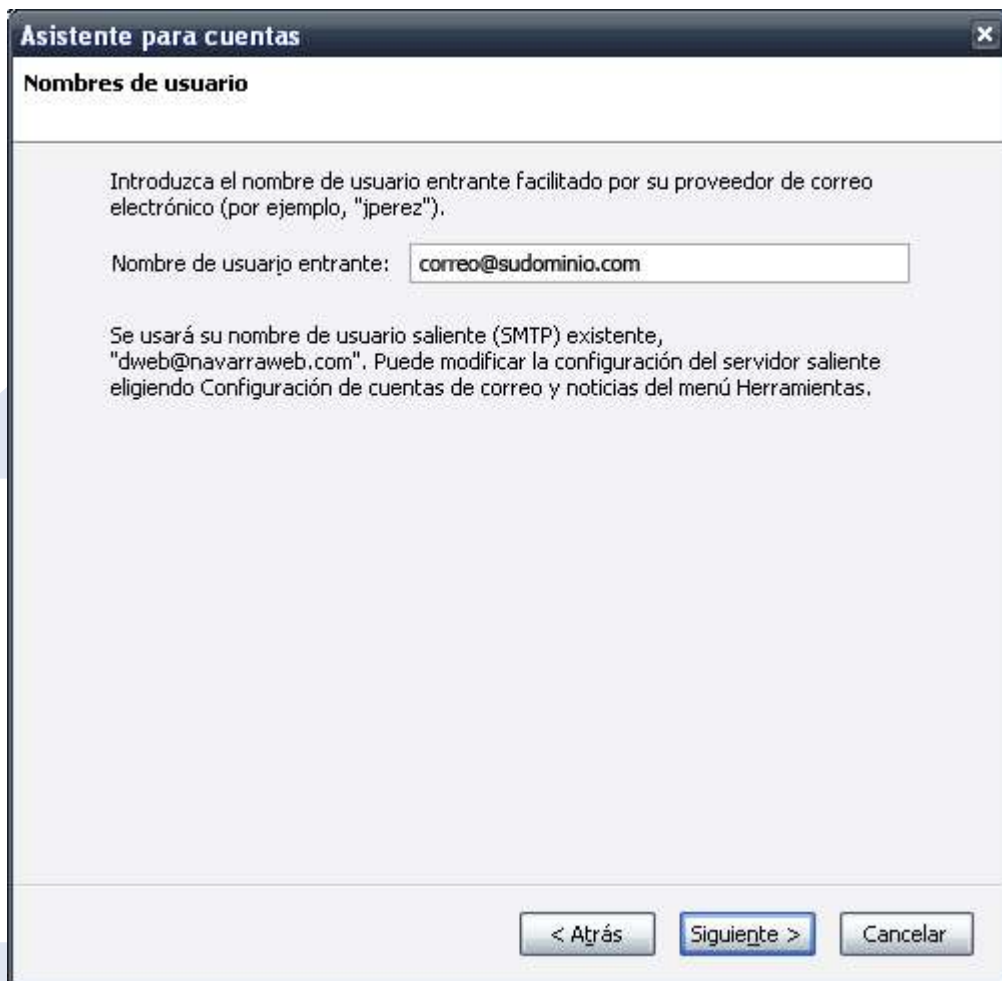 Asistente para cuentas
Nombres de usuario
Introduzca el nombre de usuario entrante facilitado por su proveedor de correo
electrónico (por ejemplo, "jperez").
Nombre de usuario entrante: correo@sudominio.com
Se usará su nombre de usuario saliente (SMTP) existente,
"dweb@navarraweb.com". Puede modificar la configuración del servidor saliente
eligiendo Configuración de cuentas de correo y noticias del menú Herramientas.
< Atrás Siguiente > Cancelar